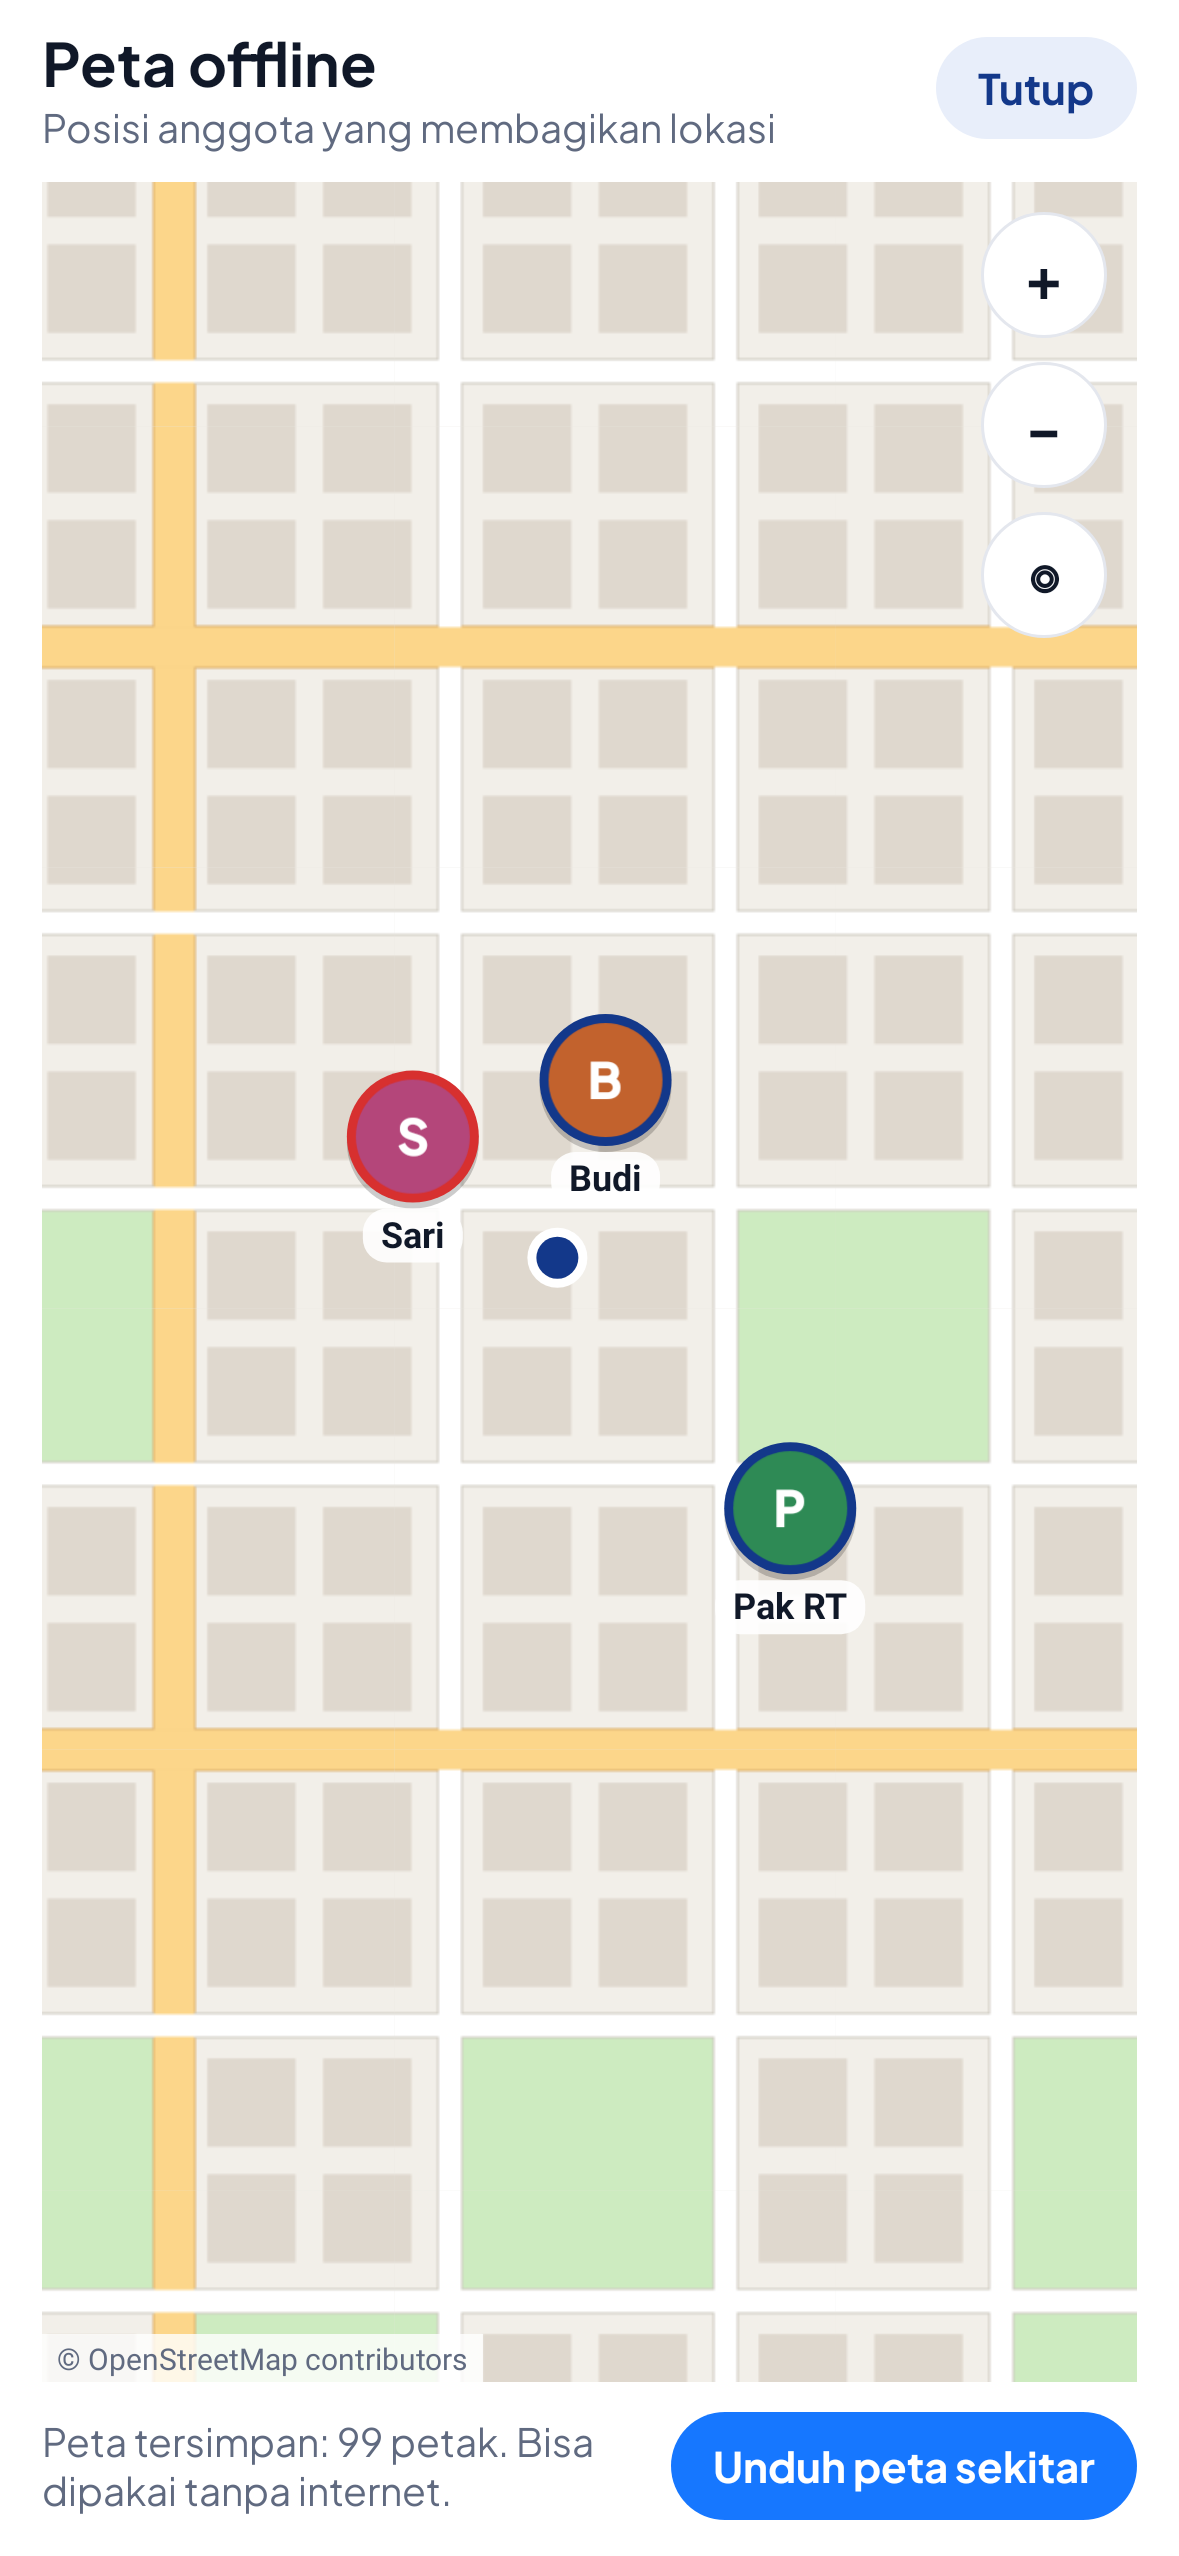 Peta offline
Posisi anggota yang membagikan lokasi
Tutup
+
−
B
Budi
S
Sari
P
Pak RT
© OpenStreetMap contributors
Peta tersimpan: 99 petak. Bisa
dipakai tanpa internet.
Unduh peta sekitar